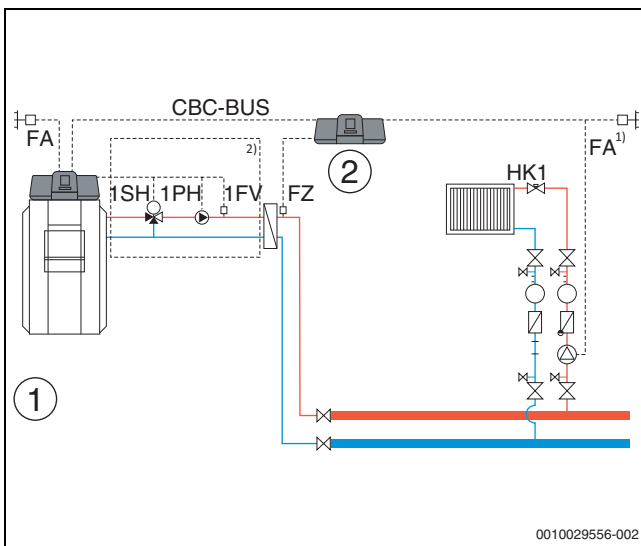 CBC-BUS
FA
FA1)
2)
2
1SH 1PH 1FV FZ
HK1
1
0010029556-002